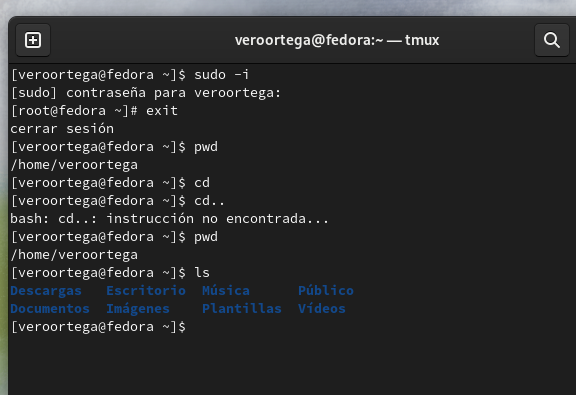 veroortega@fedora:~ — tmux
[veroortega@fedora ~]$ sudo -i
[sudo] contraseña para veroortega:
[root@fedora ~]# exit
cerrar sesión
[veroortega@fedora ~]$ pwd
/home/veroortega
[veroortega@fedora ~]$ cd
[veroortega@fedora ~]$ cd..
bash: cd..: instrucción no encontrada...
[veroortega@fedora ~]$ pwd
/home/veroortega
[veroortega@fedora ~]$ ls
Descargas   Escritorio  Música      Público
Documentos  Imágenes    Plantillas  Vídeos
[veroortega@fedora ~]$